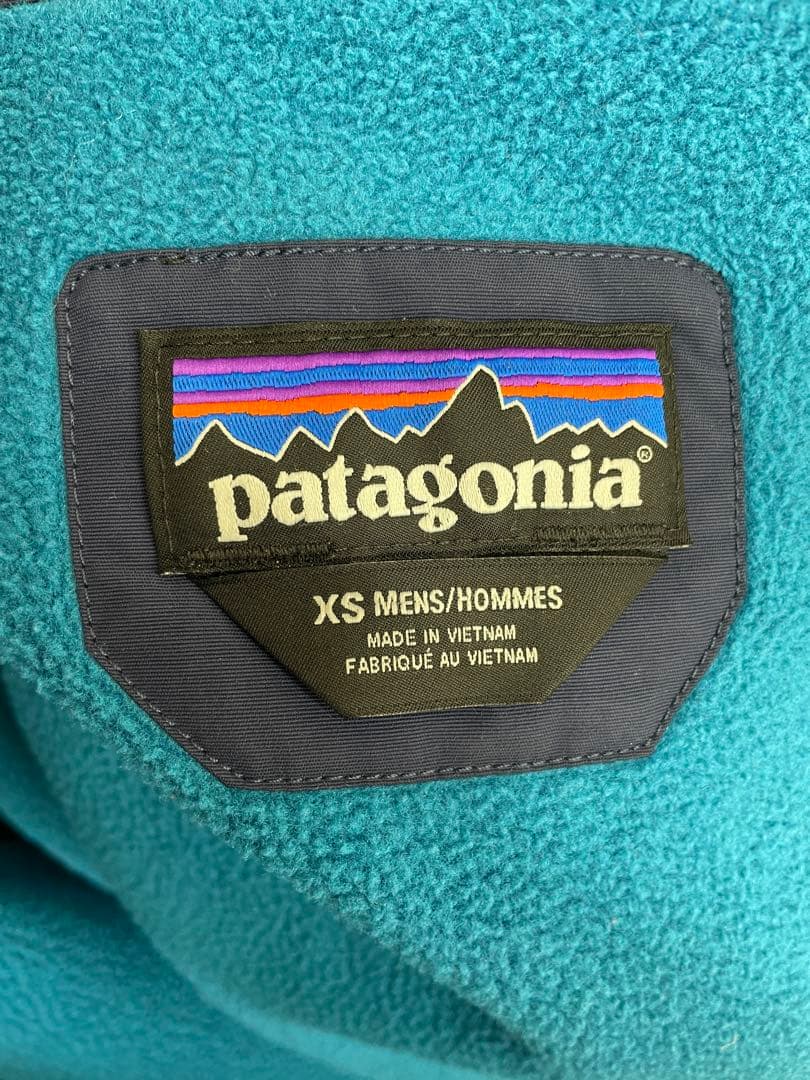 patagonia®
XS MENS/HOMMES
MADE IN VIETNAM
FABRIQUÉ AU VIETNAM